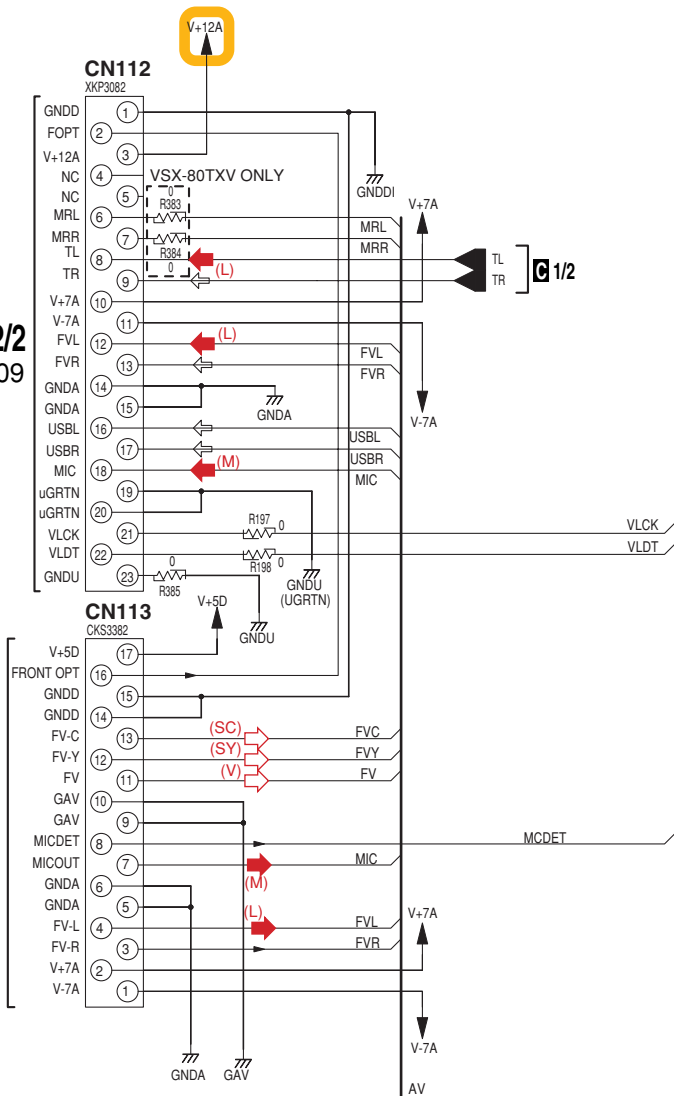 V+12A
CN112
XKP3082
GNDD 1
FOPT 2
V+12A 3
NC 4
VSX-80TXV ONLY
NC 5
0
R383
MRL 6
MRL
MRR 7
MRR
R384
0
TL 8
(L)
TL
TR 9
TR
C 1/2
GNDDI
V+7A
V+7A 10
V-7A 11
FVL 12
(L)
FVL
2/2
09
FVR 13
FVR
GNDA 14
GNDA 15
GNDA
V-7A
USBL 16
USBL
USBR 17
USBR
MIC 18
(M)
MIC
uGRTN 19
uGRTN 20
VLCK 21
R197 0
VLCK
VLDT 22
R198 0
VLDT
GNDU 23
0
R385
GNDU
(UGRTN)
GNDU
CN113
CKS3382
V+5D
V+5D 17
FRONT OPT 16
GNDD 15
GNDD 14
FV-C 13
(SC)
FVC
FV-Y 12
(SY)
FVY
FV 11
(V)
FV
GAV 10
GAV 9
MICDET 8
MCDET
MICOUT 7
MIC
(M)
GNDA 6
GNDA 5
FV-L 4
(L)
FVL
FV-R 3
FVR
V+7A
V+7A 2
V-7A 1
V-7A
GNDA
GAV
AV